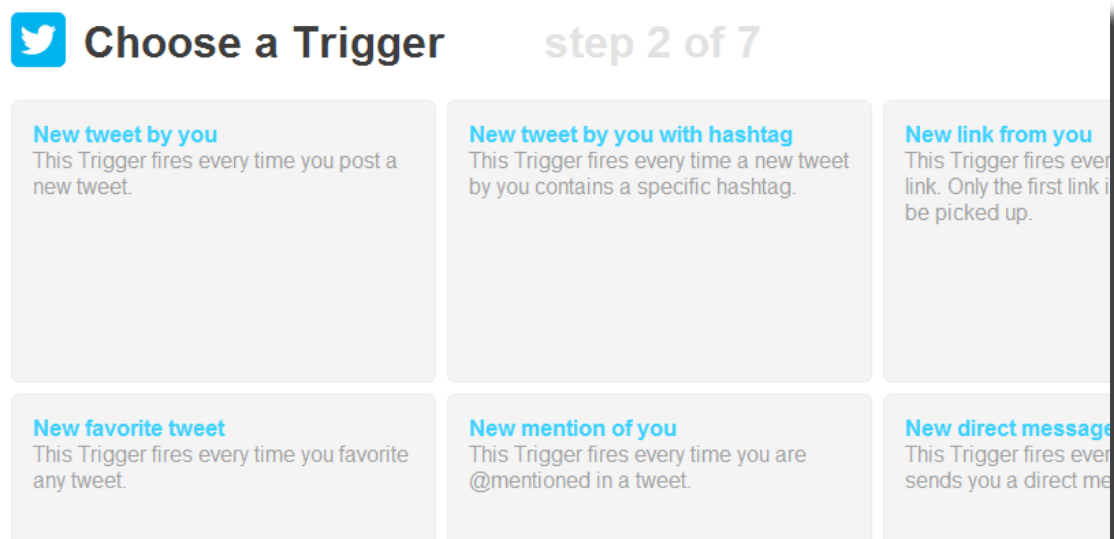 Choose a Trigger step 2 of 7
New tweet by you
This Trigger fires every time you post a
new tweet.
New tweet by you with hashtag
This Trigger fires every time a new tweet
by you contains a specific hashtag.
New link from you
This Trigger fires
link. Only the first link
be picked up.
New favorite tweet
This Trigger fires every time you favorite
any tweet.
New mention of you
This Trigger fires every time you are
@mentioned in a tweet.
New direct message
This Trigger fires
sends you a direct